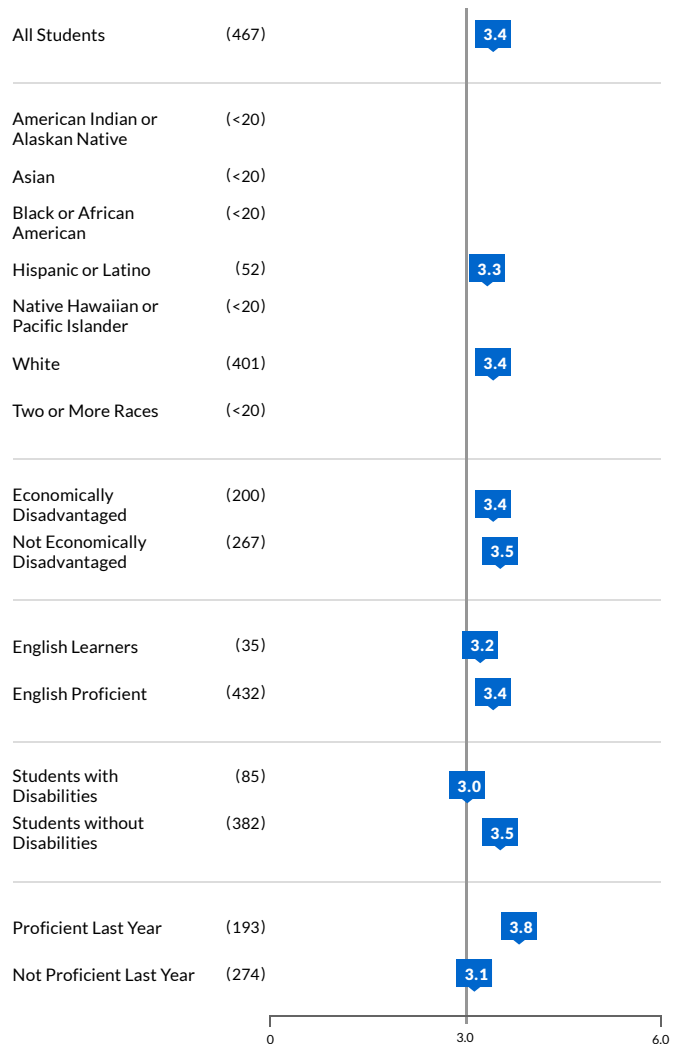 All Students (467) 3.4
American Indian or (<20)
Alaskan Native
Asian (<20)
Black or African (<20)
American
Hispanic or Latino (52) 3.3
Native Hawaiian or (<20)
Pacific Islander
White (401) 3.4
Two or More Races (<20)
Economically (200) 3.4
Disadvantaged
Not Economically (267) 3.5
Disadvantaged
English Learners (35) 3.2
English Proficient (432) 3.4
Students with (85) 3.0
Disabilities
Students without (382) 3.5
Disabilities
Proficient Last Year (193) 3.8
Not Proficient Last Year (274) 3.1
0 3.0 6.0